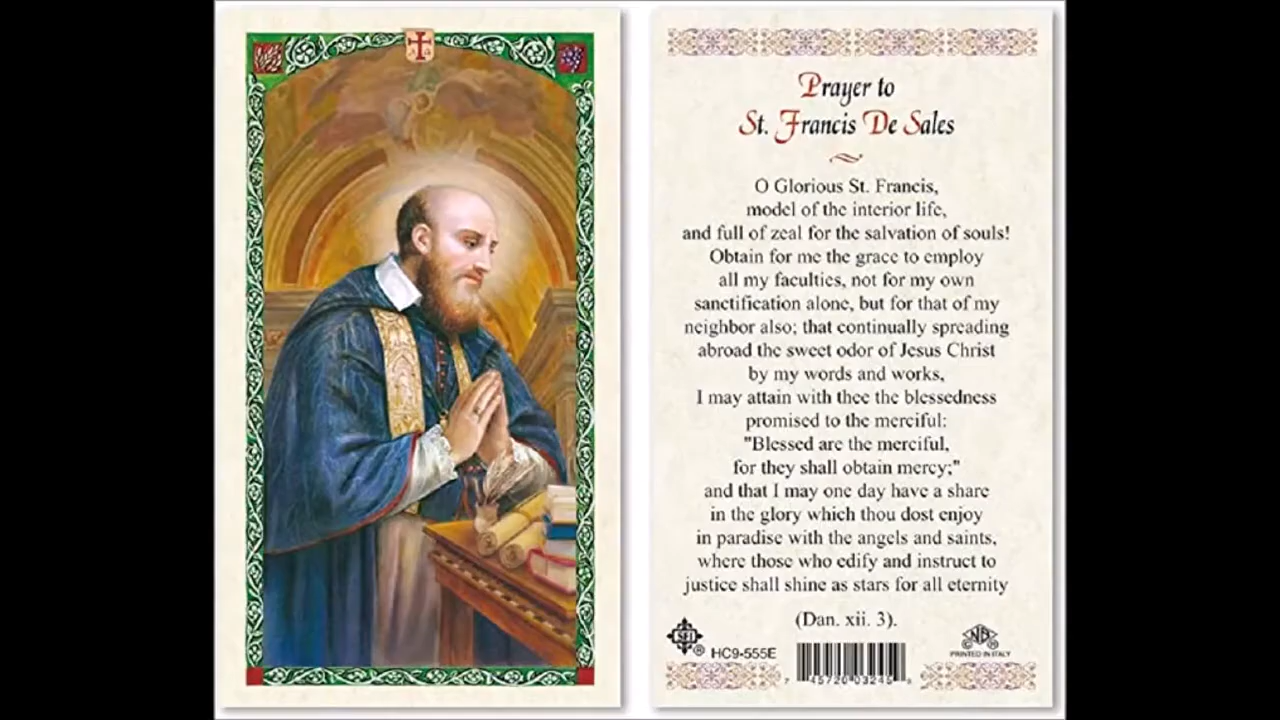 Prayer to
St. Francis De Sales
O Glorious St. Francis,
model of the interior life,
and full of zeal for the salvation of souls!
Obtain for me the grace to employ
all my faculties, not for my own
sanctification alone, but for that of my
neighbor also; that continually spreading
abroad the sweet odor of Jesus Christ
by my words and works,
I may attain with thee the blessedness
promised to the merciful:
"Blessed are the merciful,
for they shall obtain mercy;"
and that I may one day have a share
in the glory which thou dost enjoy
in paradise with the angels and saints,
where those who edify and instruct to
justice shall shine as stars for all eternity
(Dan. xii. 3).
SFI ® HC9-555E
PRINTED IN ITALY